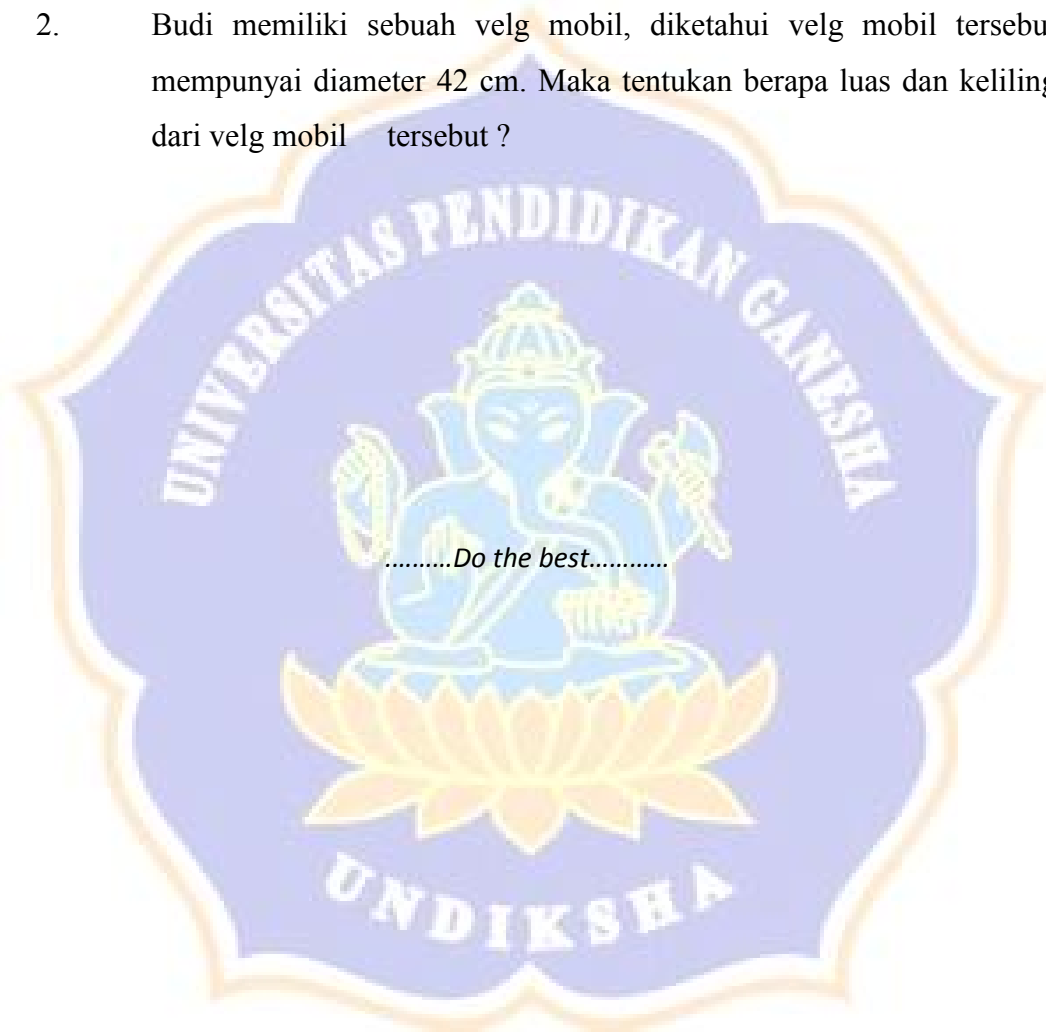 2. Budi memiliki sebuah velg mobil, diketahui velg mobil tersebu
mempunyai diameter 42 cm. Maka tentukan berapa luas dan keliling
dari velg mobil tersebut ?
UNIVERSITAS PENDIDIKAN GANESHA
..........Do the best............
UNDIKSHA